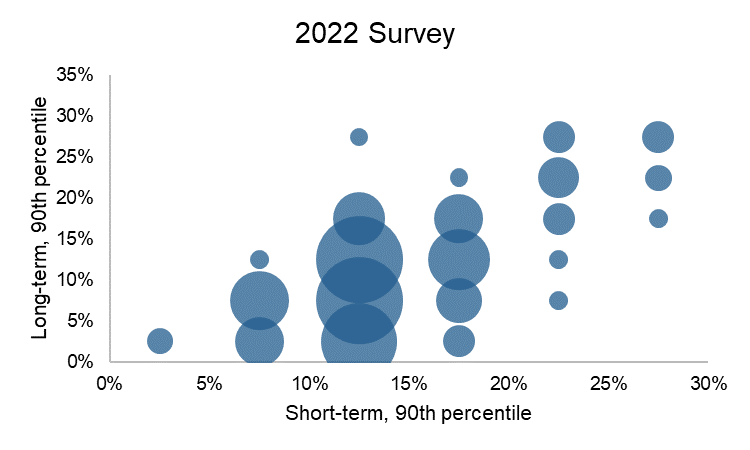 2022 Survey
Long-term, 90th percentile
35%
30%
25%
20%
15%
10%
5%
0%
0% 5% 10% 15% 20% 25% 30%
Short-term, 90th percentile